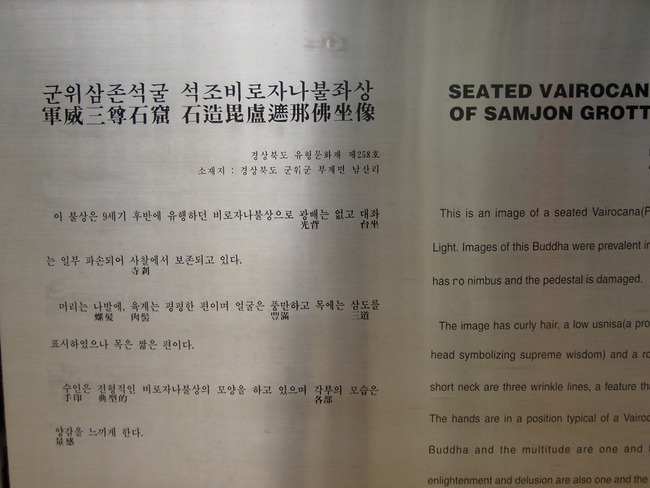 군위삼존석굴 석조비로자나불좌상
軍威三尊石窟 石造毘盧遮那佛坐像
경상북도 유형문화재 제258호
소재지 : 경상북도 군위군 부계면 남산리
이 불상은 9세기 후반에 유행하던 비로자나불상으로 광배는 없고 대좌
光背 台坐
는 일부 파손되어 사찰에서 보존되고 있다.
寺刹
머리는 나발에, 육계는 평평한 편이며 얼굴은 풍만하고 목에는 삼도를
螺髮 肉髻 豊滿 三道
표시하였으나 목은 짧은 편이다.
수인은 전형적인 비로자나불상의 모양을 하고 있으며 각부의 모습은
手印 典型的 各部
양감을 느끼게 한다.
量感
SEATED VAIROCANA
OF SAMJON GROTT
This is an image of a seated Vairocana(
Light. Images of this Buddha were prevalent i
has ro nimbus and the pedestal is damaged.
The image has curly hair, a low usnisa(a pro
head symbolizing supreme wisdom) and a ro
short neck are three wrinkle lines, a feature tha
The hands are in a position typical of a Vairoc
Buddha and the multitude are one and
enlightenment and delusion are also one and the